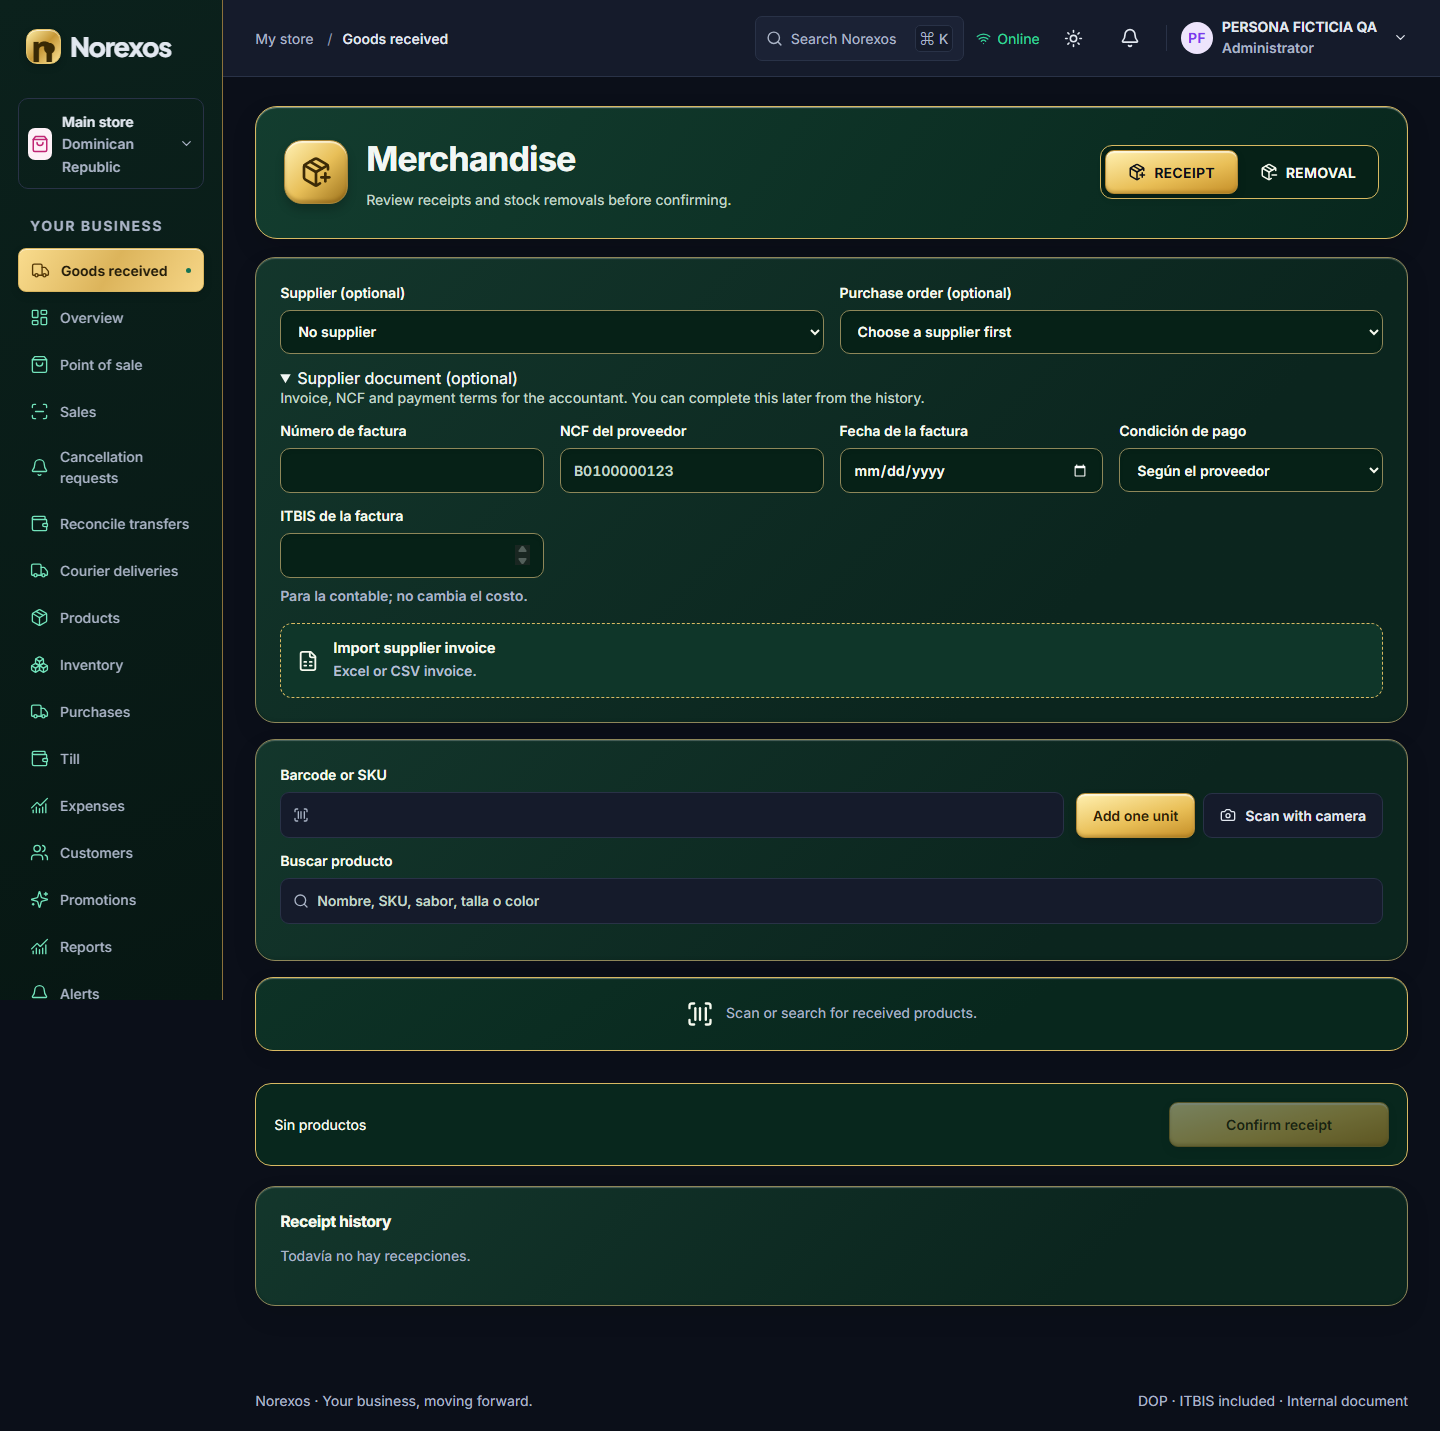 Norexos
Main store
Dominican
Republic
YOUR BUSINESS
Goods received
Overview
Point of sale
Sales
Cancellation
requests
Reconcile transfers
Courier deliveries
Products
Inventory
Purchases
Till
Expenses
Customers
Promotions
Reports
Alerts
My store / Goods received
Search Norexos ⌘ K
Online
PF
PERSONA FICTICIA QA
Administrator
Merchandise
Review receipts and stock removals before confirming.
RECEIPT
REMOVAL
Supplier (optional)
No supplier
Purchase order (optional)
Choose a supplier first
▼ Supplier document (optional)
Invoice, NCF and payment terms for the accountant. You can complete this later from the history.
Número de factura
NCF del proveedor
B0100000123
Fecha de la factura
mm/dd/yyyy
Condición de pago
Según el proveedor
ITBIS de la factura
Para la contable; no cambia el costo.
Import supplier invoice
Excel or CSV invoice.
Barcode or SKU
Add one unit
Scan with camera
Buscar producto
Nombre, SKU, sabor, talla o color
Scan or search for received products.
Sin productos
Confirm receipt
Receipt history
Todavía no hay recepciones.
Norexos · Your business, moving forward.
DOP · ITBIS included · Internal document